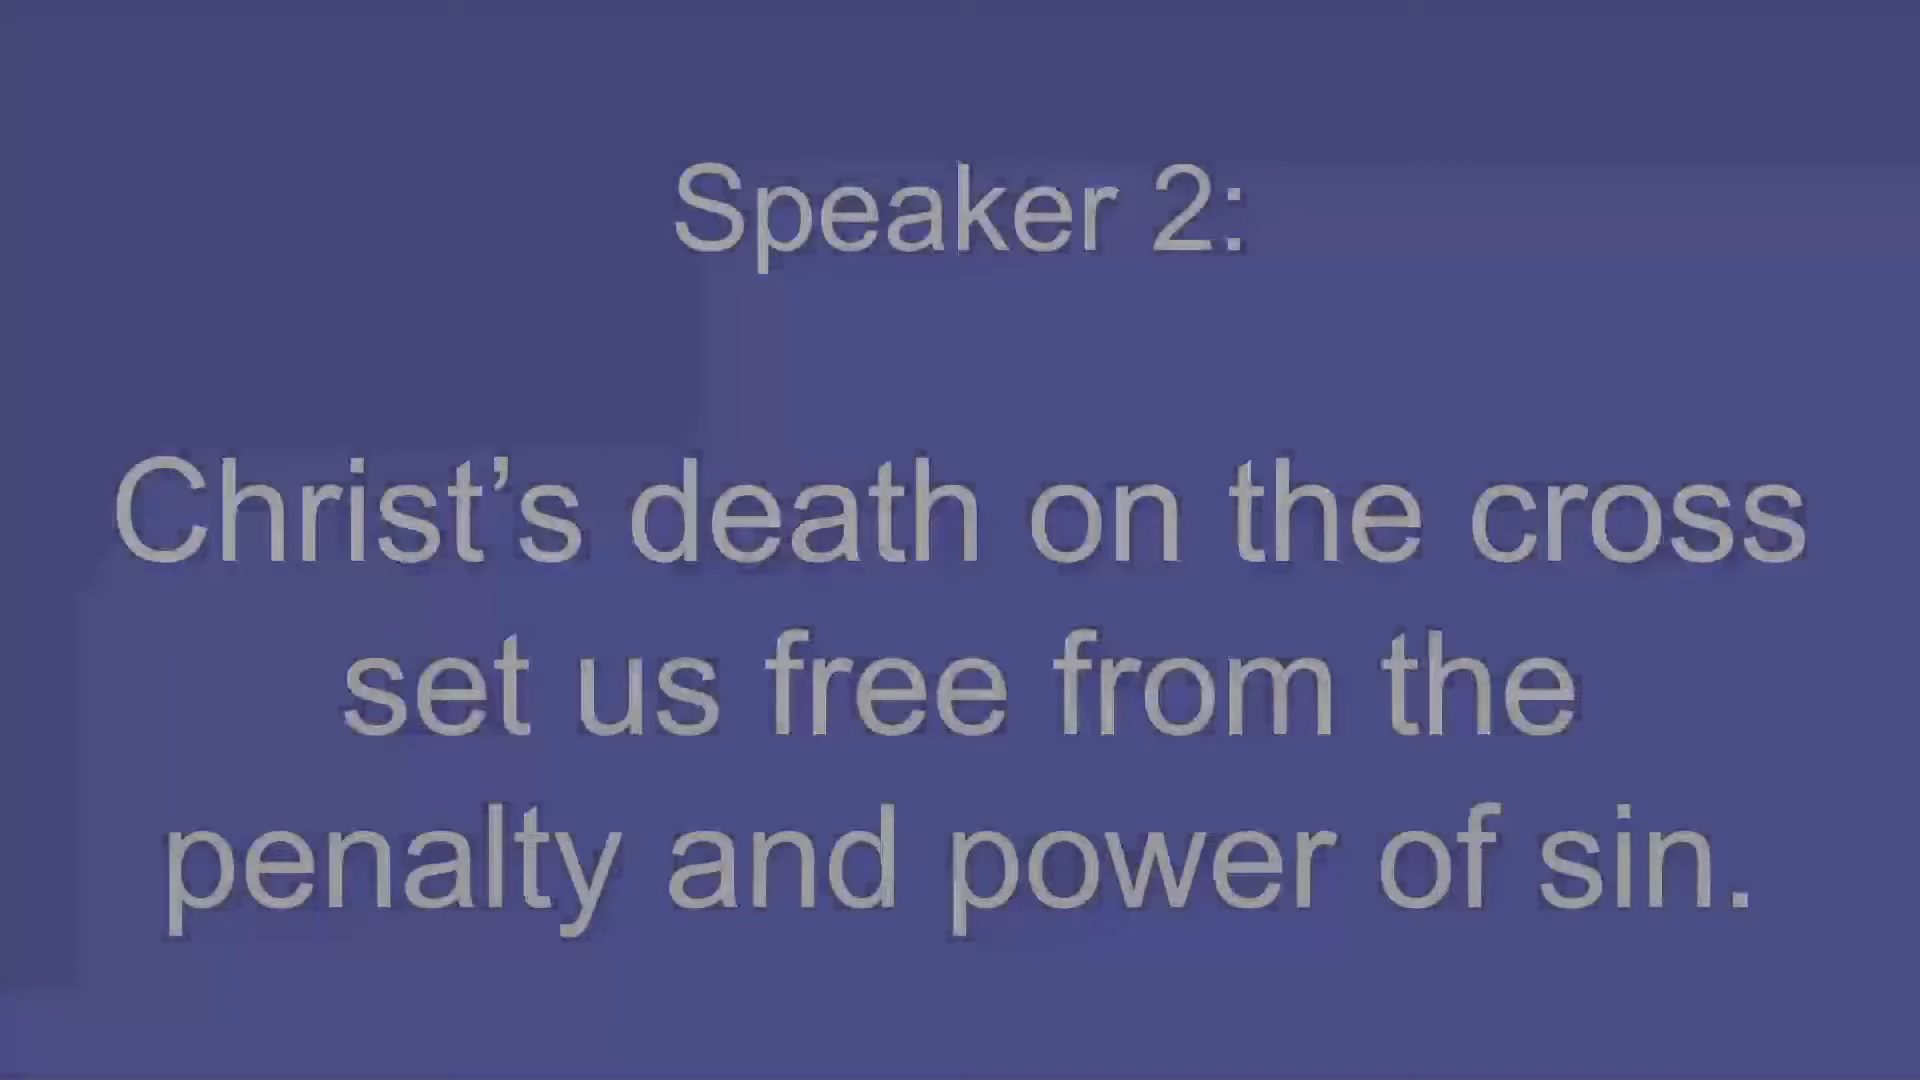 Speaker 2:
Christ’s death on the cross
set us free from the
penalty and power of sin.